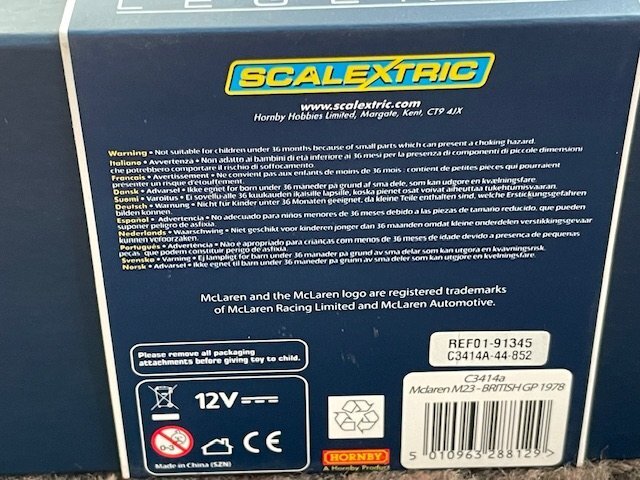 LEGEN
SCALEXTRIC
www.scalextric.com
Hornby Hobbies Limited, Margate, Kent, CT9 4JX
Warning • Not suitable for children under 36 months because of small parts which can present a choking hazard.
Italiano • Avvertenza • Non adatto ai bambini di età inferiore ai 36 mesi per la presenza di componenti di piccole dimensioni
che potrebbero comportare il rischio di soffocamento.
Francais • Avertissement • Ne convient pas aux enfants de moins de 36 mois : contient de petites pieces qui pourraient
présenter un risque d'étouffement.
Dansk • Advarsel • Ikke egnet for børn under 36 måneder på grund af små dele, som kan udgøre en kvælningsfare.
Suomi • Varoitus • Ei sovellu alle 36 kuukauden ikäisille lapsille, koska pienet osat voivat aiheuttaa tukehtumisvaaran.
Deutsch • Warnung • Nicht für Kinder unter 36 Monaten geeignet, da kleine Teile enthalten sind, welche Erstickungsgefahren
bilden können.
Español • Advertencia • No adecuado para niños menores de 36 meses debido a las piezas de tamaño reducido, que pueden
suponer peligro de asfixia.
Nederlands • Waarschwing • Niet geschikt voor kinderen jonger dan 36 maanden omdat kleine onderdelen verstikkingsgevaar
kunnen veroorzaken.
Português • Advertência • Não é apropriado para crianças com menos de 36 meses de idade devido a presença de pequenas
peças que podem constituir perigo de asfixia.
Svenska • Varning • Ej lämpligt för barn under 36 månader på grund av små delar som kan utgöra en kvävningsrisk.
Norsk • Advarsel • Ikke egnet til barn under 36 måneder på grunn av små deler som kan utgjøre en kvelningsfare.
McLaren and the McLaren logo are registered trademarks
of McLaren Racing Limited and McLaren Automotive.
REF01-91345
C3414A-44-852
Please remove all packaging
attachments before giving toy to child.
12V
0-3
CE
Made in China (SZN)
HORNBY
A Hornby Product
C3414a
Mclaren M23 - BRITISH GP 1978
5 010963 288129 >